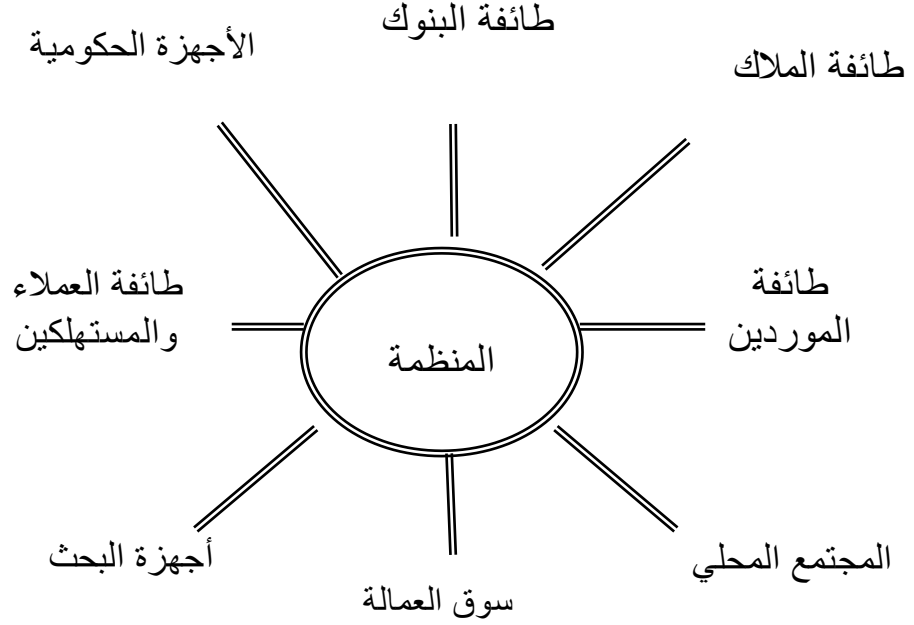 طائفة البنوك
الأجهزة الحكومية
طائفة الملاك
طائفة
الموردين
طائفة العملاء
والمستهلكين
المنظمة
المجتمع المحلي
أجهزة البحث
سوق العمالة